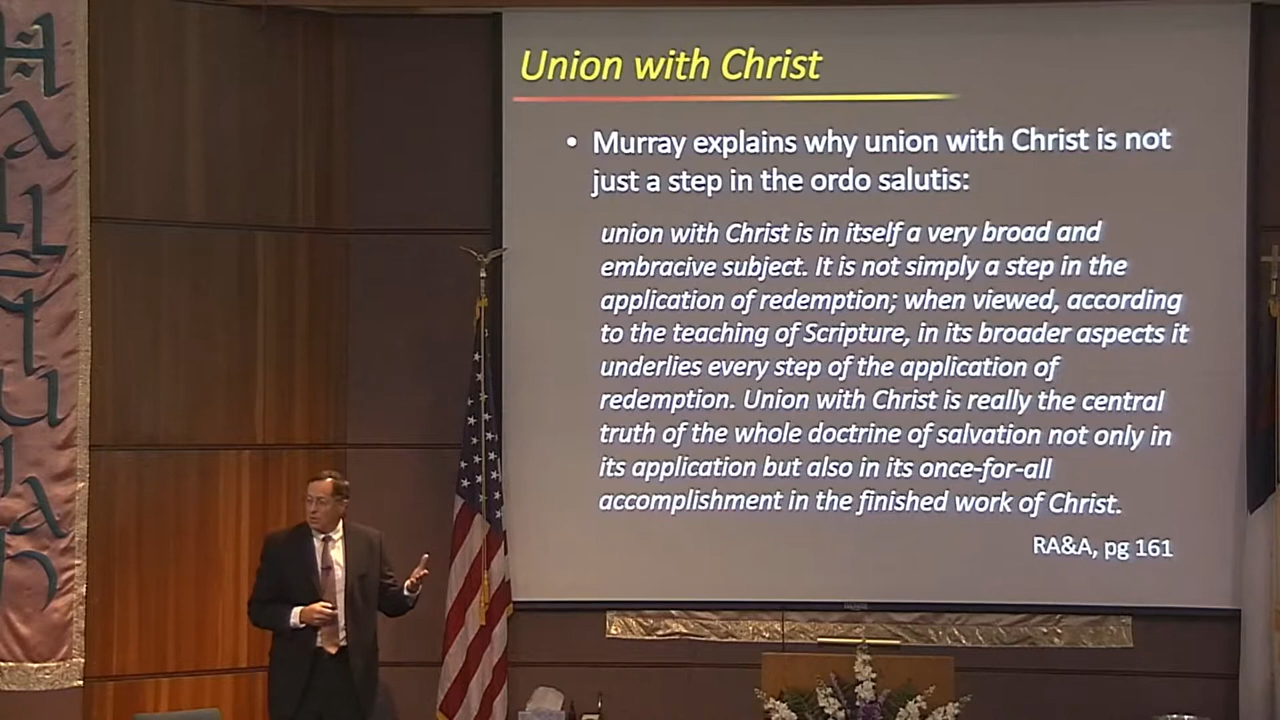 Hallelujah
Union with Christ
• Murray explains why union with Christ is not
just a step in the ordo salutis:
union with Christ is in itself a very broad and
embracive subject. It is not simply a step in the
application of redemption; when viewed, according
to the teaching of Scripture, in its broader aspects it
underlies every step of the application of
redemption. Union with Christ is really the central
truth of the whole doctrine of salvation not only in
its application but also in its once-for-all
accomplishment in the finished work of Christ.
RA&A, pg 161